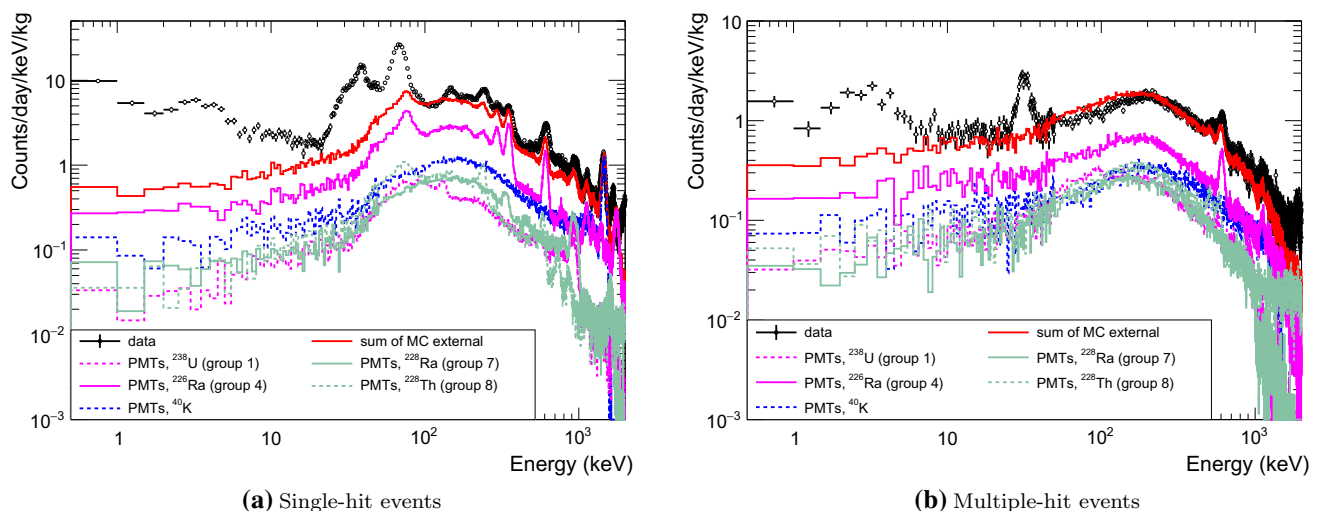 Counts/day/keV/kg
10
1
10⁻¹
10⁻²
10⁻³
data
sum of MC external
PMTs, ²³⁸U (group 1)
PMTs, ²²⁸Ra (group 7)
PMTs, ²²⁶Ra (group 4)
PMTs, ²²⁸Th (group 8)
PMTs, ⁴⁰K
1
10
10²
10³
Energy (keV)
(a) Single-hit events
Counts/day/keV/kg
10
1
10⁻¹
10⁻²
10⁻³
data
sum of MC external
PMTs, ²³⁸U (group 1)
PMTs, ²²⁸Ra (group 7)
PMTs, ²²⁶Ra (group 4)
PMTs, ²²⁸Th (group 8)
PMTs, ⁴⁰K
1
10
10²
10³
Energy (keV)
(b) Multiple-hit events